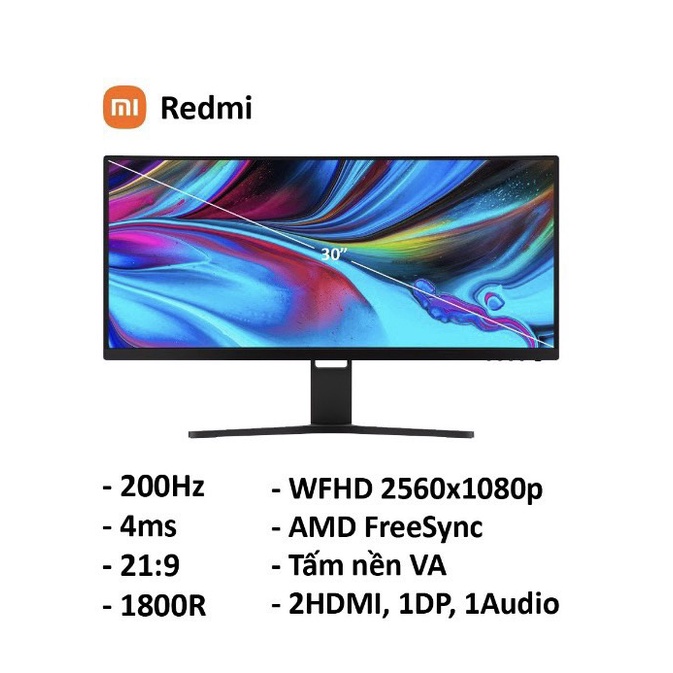 mi Redmi
30"
- 200Hz
- 4ms
- 21:9
- 1800R
- WFHD 2560x1080p
- AMD FreeSync
- Tấm nền VA
- 2HDMI, 1DP, 1Audio